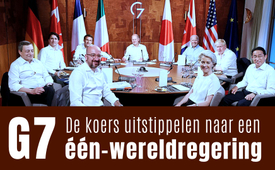 G7
De koers uitstippelen naar een
één-wereldregering